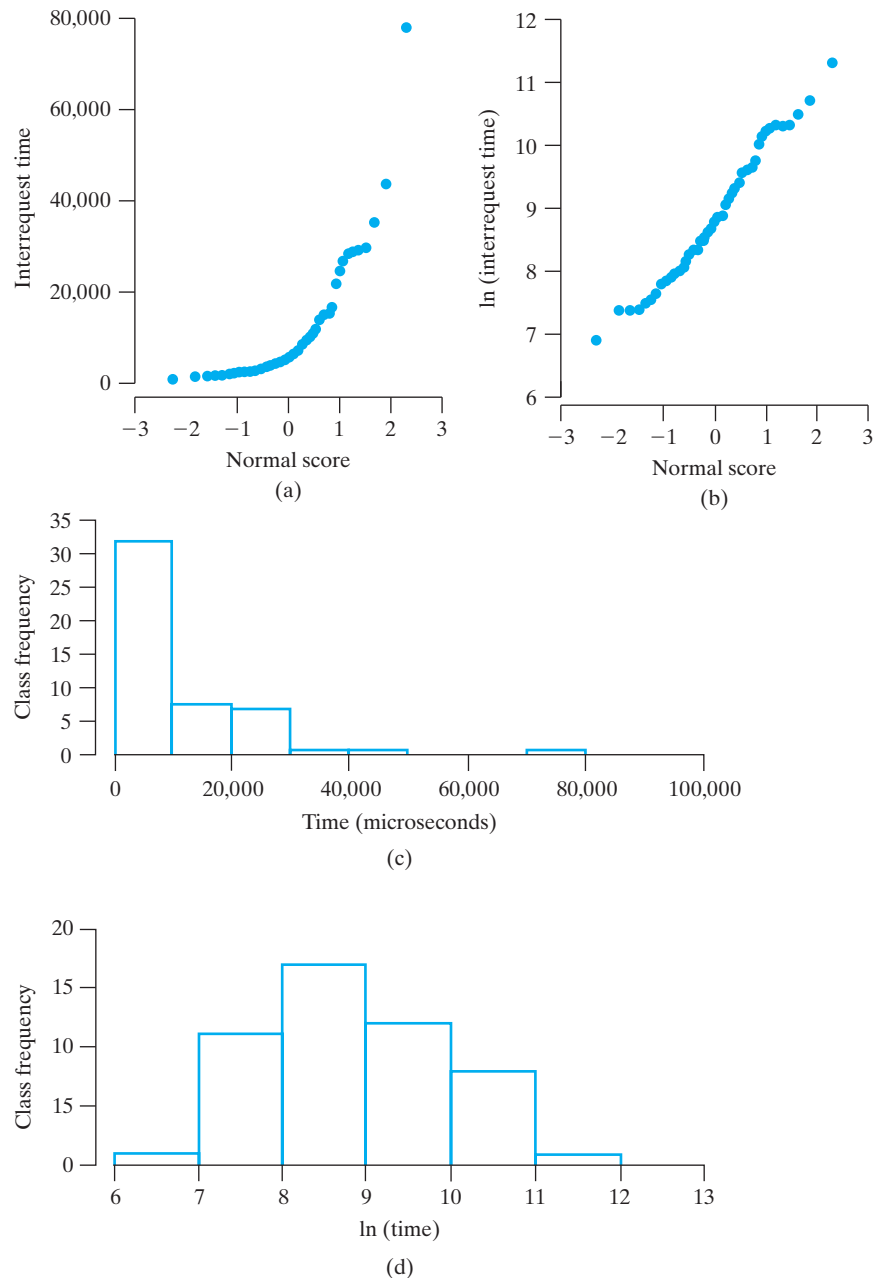 80,000
60,000
40,000
20,000
0
Interrequest time
−3 −2 −1 0 1 2 3
Normal score
(a)
12
11
10
9
8
7
6
ln (interrequest time)
−3 −2 −1 0 1 2 3
Normal score
(b)
35
30
25
20
15
10
5
0
Class frequency
0 20,000 40,000 60,000 80,000 100,000
Time (microseconds)
(c)
20
15
10
15
0
Class frequency
6 7 8 9 10 11 12 13
ln (time)
(d)